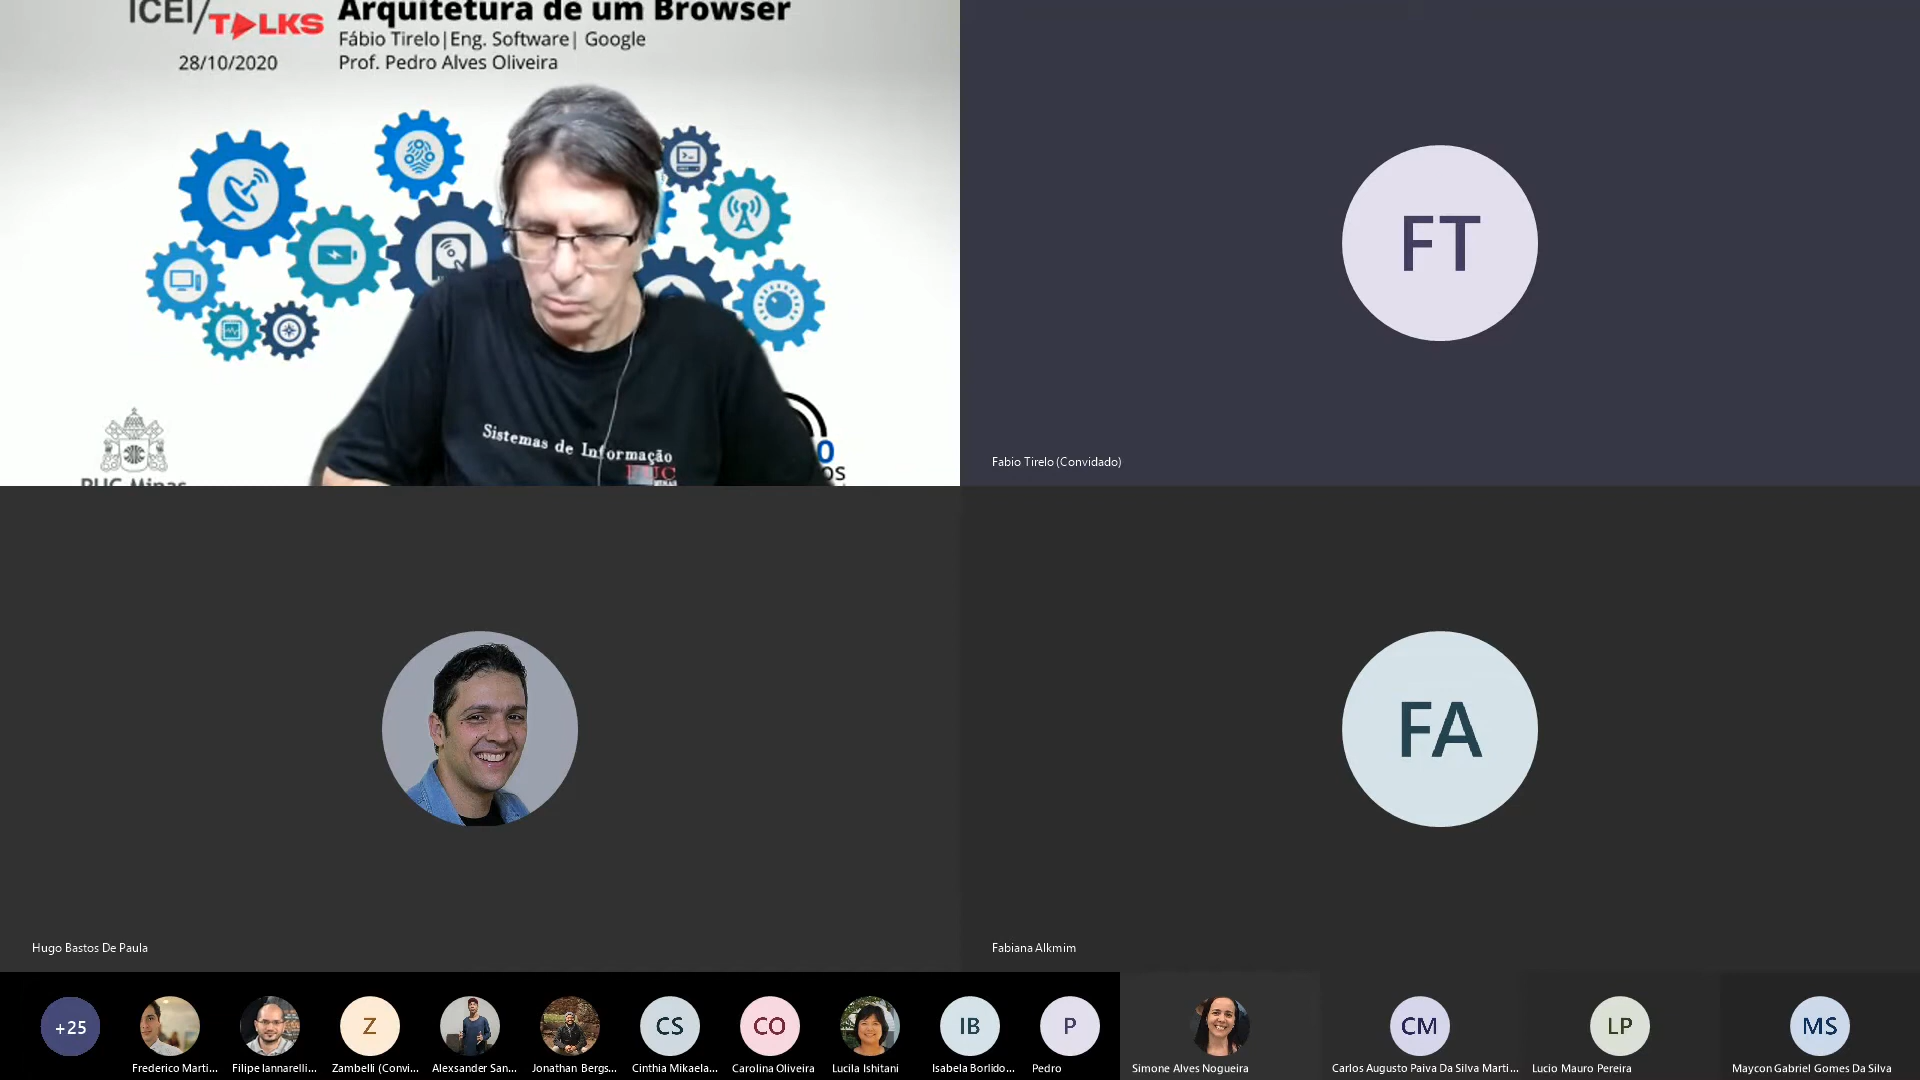 ICEI/TALKS
Arquitetura de um Browser
Fábio Tirelo|Eng. Software| Google
28/10/2020
Prof. Pedro Alves Oliveira
Sistemas de Informação
PUC Minas
FT
Fabio Tirelo (Convidado)
FA
Hugo Bastos De Paula
Fabiana Alkmim
+25
Z
CS
CO
IB
P
CM
LP
MS
Frederico Marti...
Filipe Iannarelli...
Zambelli (Convi...
Alexsander San...
Jonathan Bergs...
Cinthia Mikaela...
Carolina Oliveira
Lucila Ishitani
Isabela Borlido...
Pedro
Simone Alves Nogueira
Carlos Augusto Paiva Da Silva Marti...
Lucio Mauro Pereira
Maycon Gabriel Gomes Da Silva